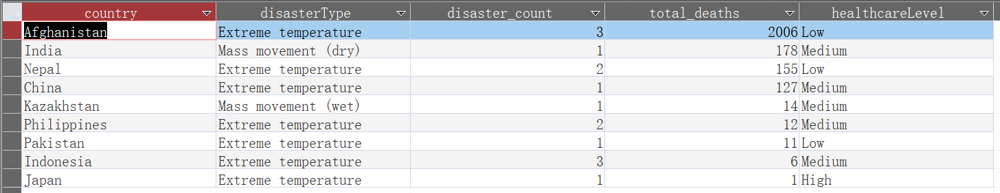 country disasterType disaster_count total_deaths healthcareLevel
Afghanistan Extreme temperature 3 2006 Low
India Mass movement (dry) 1 178 Medium
Nepal Extreme temperature 2 155 Low
China Extreme temperature 1 127 Medium
Kazakhstan Mass movement (wet) 1 14 Medium
Philippines Extreme temperature 2 12 Medium
Pakistan Extreme temperature 1 11 Low
Indonesia Extreme temperature 3 6 Medium
Japan Extreme temperature 1 1 High